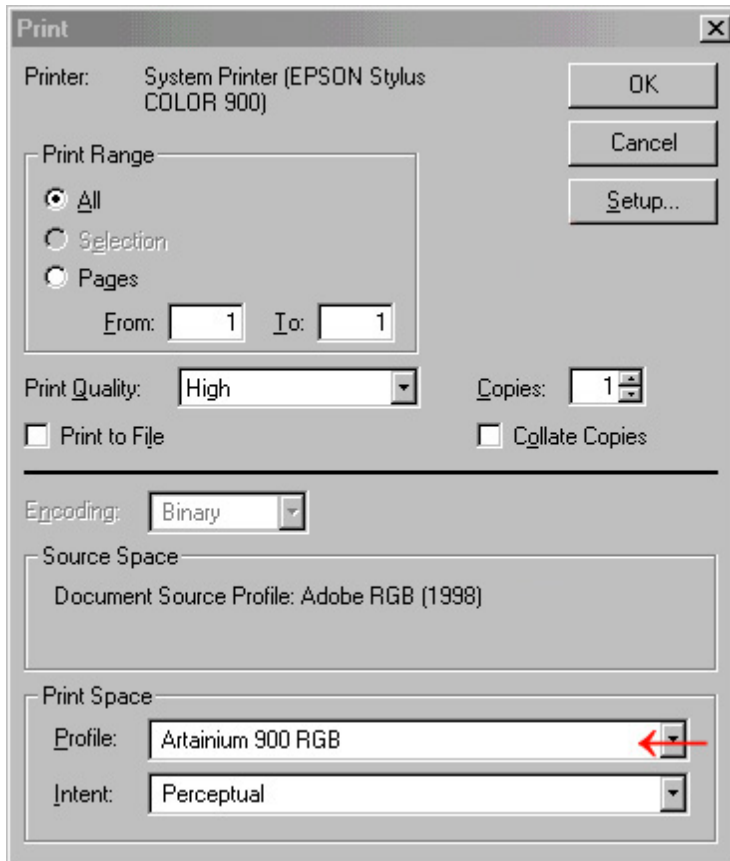 Print
Printer: System Printer (EPSON Stylus
COLOR 900)
OK
Cancel
Setup...
Print Range
All
Selection
Pages
From: 1 To: 1
Print Quality: High
Copies: 1
Print to File
Collate Copies
Encoding: Binary
Source Space
Document Source Profile: Adobe RGB (1998)
Print Space
Profile: Artainium 900 RGB
Intent: Perceptual